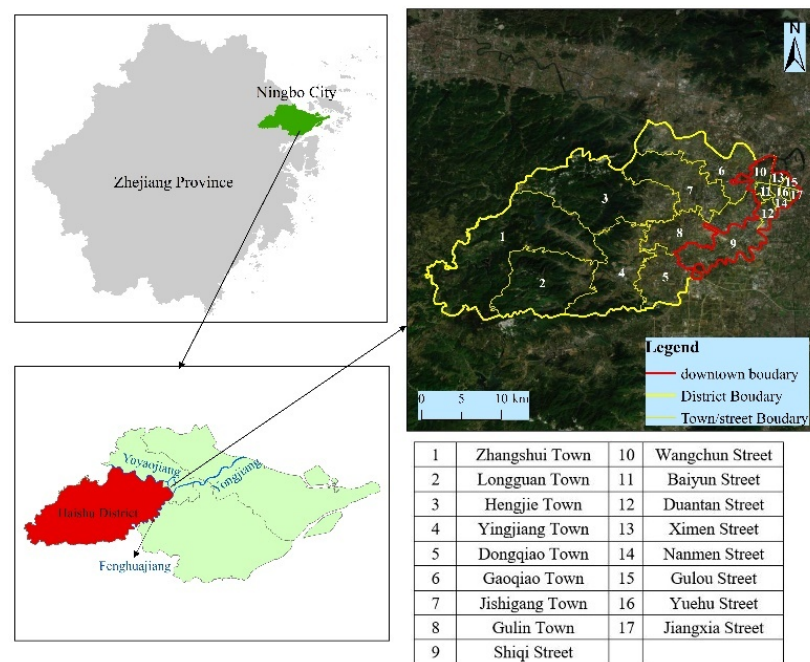 Ningbo City
Zhejiang Province
N
10
6
13
15
7
11
16
17
14
3
12
8
9
1
4
5
2
Legend
downtown boudary
District Boudary
Town/street Boudary
0 5 10 km
Yuyaojiang
Yongjiang
Haishu District
Fenghuajiang
1 Zhangshui Town 10 Wangchun Street
2 Longguan Town 11 Baiyun Street
3 Hengjie Town 12 Duantan Street
4 Yingjiang Town 13 Ximen Street
5 Dongqiao Town 14 Nanmen Street
6 Gaoqiao Town 15 Gulou Street
7 Jishigang Town 16 Yuehu Street
8 Gulin Town 17 Jiangxia Street
9 Shiqi Street